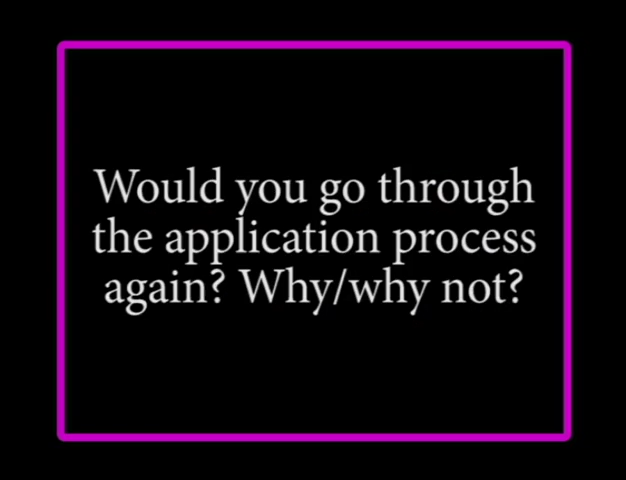 Would you go through
the application process
again? Why/why not?